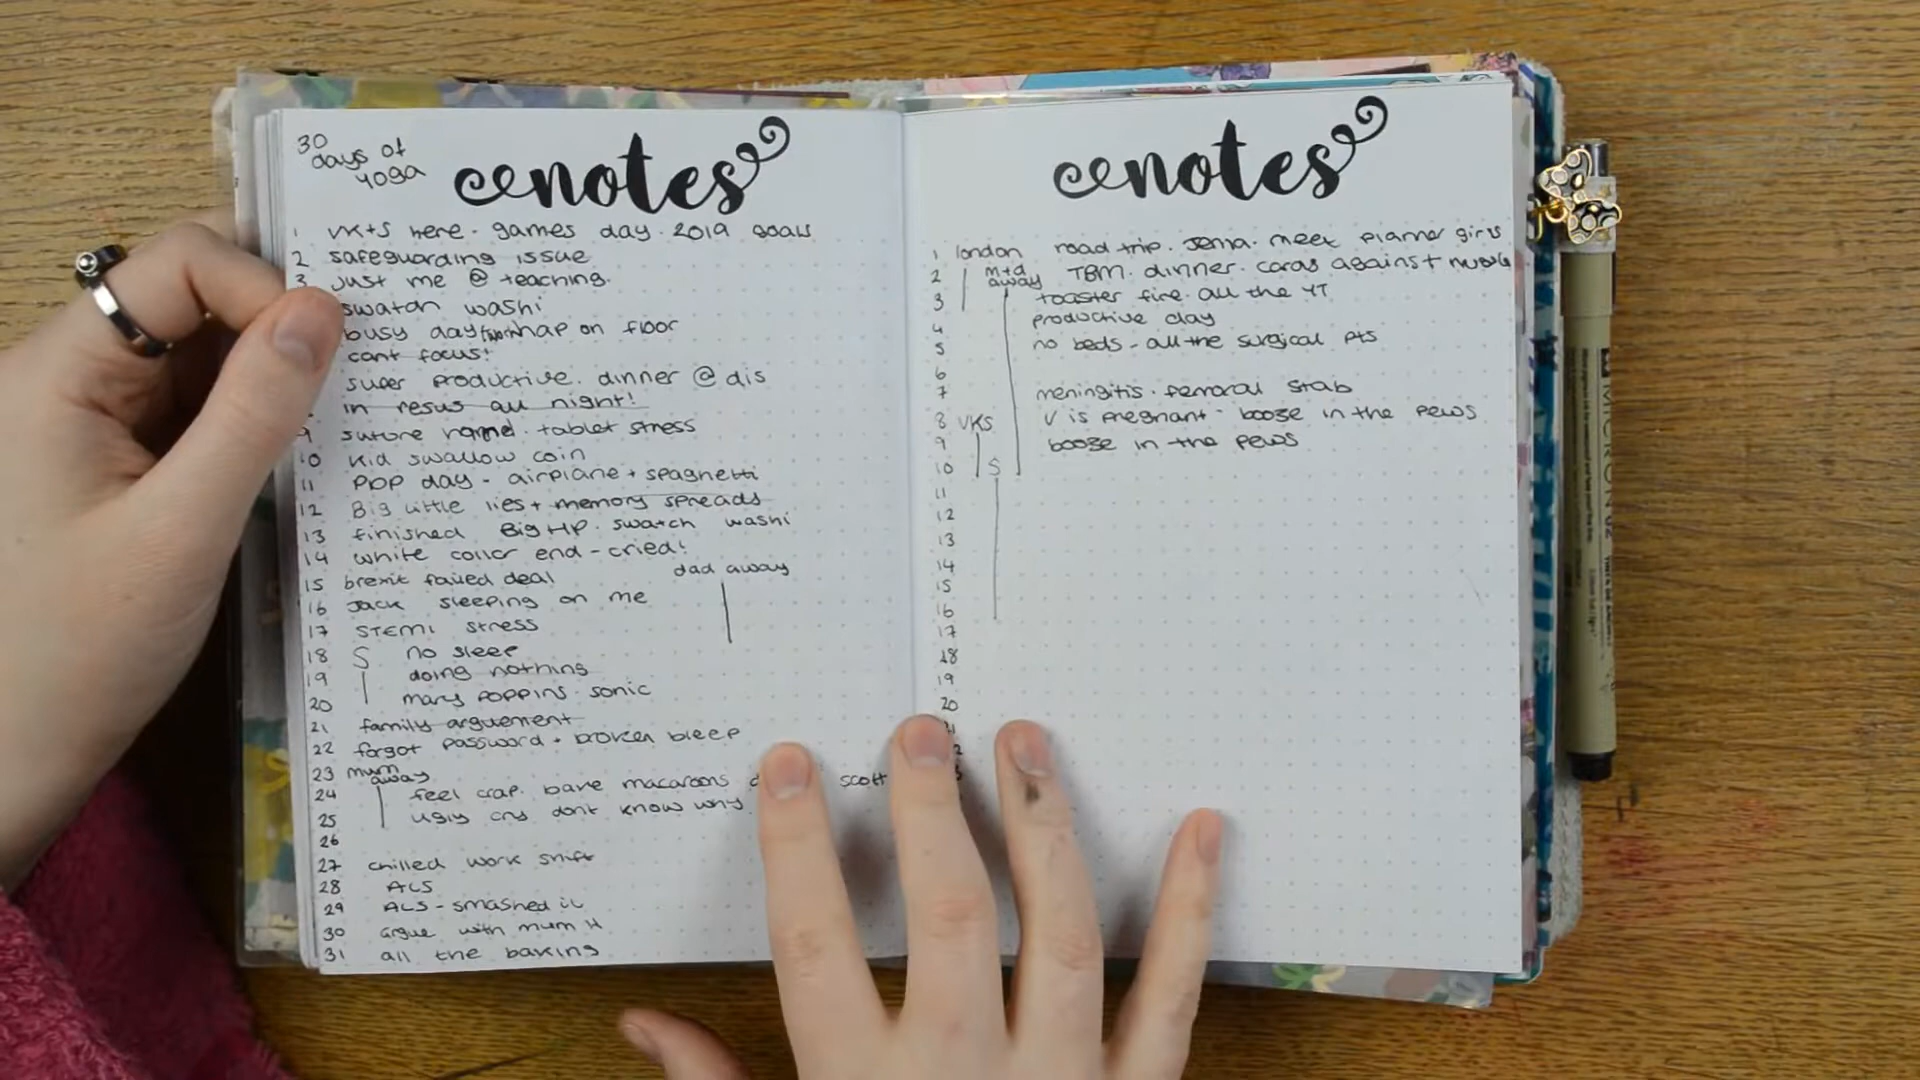 30
days of
yoga
notes
1 VK+S here. games day. 2019 goals
2 safeguarding issue
3 Just me @ teaching.
swatch washi
busy day nap on floor
cant focus!
super productive. dinner @ dis
in resus all night!
9 suture tablet stress
10 kid swallow coin
11 PDP day - airplane + spaghetti
12 Big little lies + memory spreads
13 finished Big HP. swatch washi
14 white collar end - cried!
15 brexit failed deal
dad away
16 Jack sleeping on me
17 STEMI stress
18 S no sleep
19 doing nothing
20 mary poppins. sonic
21 family arguement
22 forgot password + broken bleep
23 mum
away
24 feel crap. bake macaroons scott
25 ugly cry dont know why
26
27 chilled work shift
28 ALS
29 ALS - smashed it
30 argue with mum H
31 all the baking
notes
1 london road trip. Jema. meet planner girls
2 m+d
away TBM. dinner. cards against
3 toaster fire. all the YT
4 productive day
5 no beds - all the surgical pts
6
7 meningitis. femoral stab
8 VKS V is pregnant - booze in the pews
9 booze in the pews
10 S
11
12
13
14
15
16
17
18
19
20
MICRON